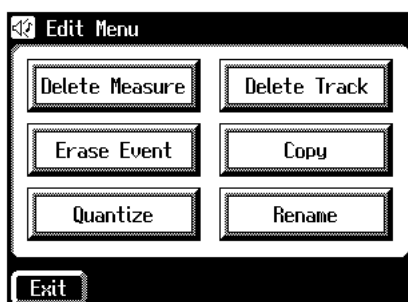 Edit Menu
Delete Measure
Delete Track
Erase Event
Copy
Quantize
Rename
Exit